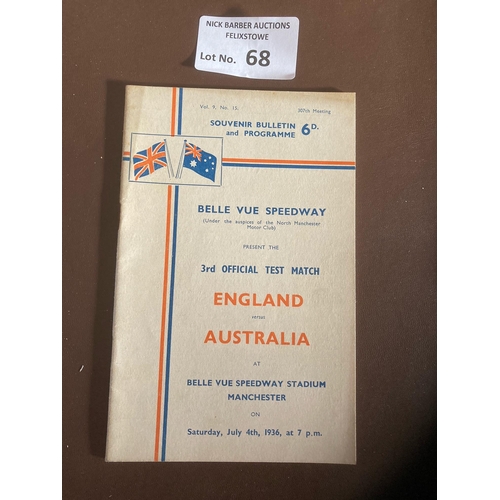 NICK BARBER AUCTIONS
FELIXSTOWE
Lot No. 68
Vol. 9. No. 15. 307th Meeting
SOUVENIR BULLETIN
and PROGRAMME 6D.
BELLE VUE SPEEDWAY
(Under the auspices of the North Manchester
Motor Club)
PRESENT THE
3rd OFFICIAL TEST MATCH
ENGLAND
versus
AUSTRALIA
AT
BELLE VUE SPEEDWAY STADIUM
MANCHESTER
ON
Saturday, July 4th, 1936, at 7 p.m.